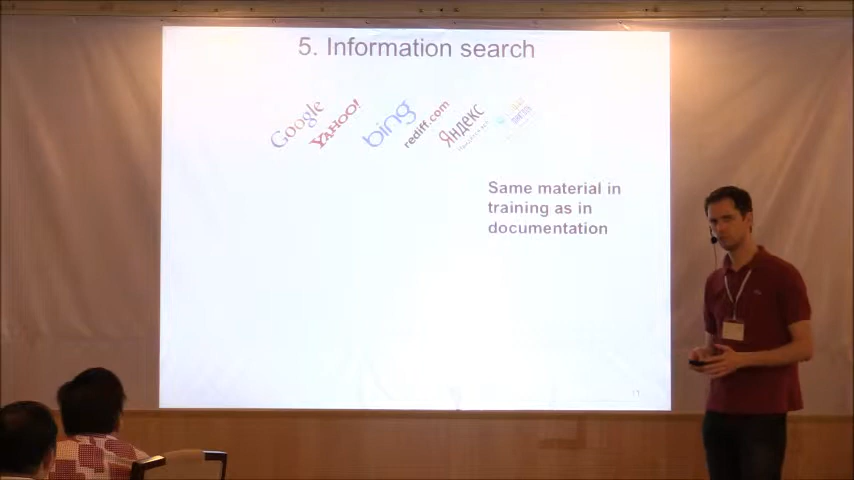 5. Information search
Google
YAHOO!
bing
rediff.com
Яндекс
Same material in
training as in
documentation